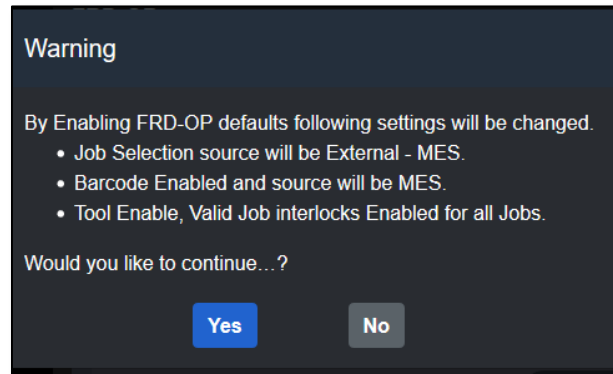 Warning
By Enabling FRD-OP defaults following settings will be changed.
• Job Selection source will be External - MES.
• Barcode Enabled and source will be MES.
• Tool Enable, Valid Job interlocks Enabled for all Jobs.
Would you like to continue...?
Yes
No